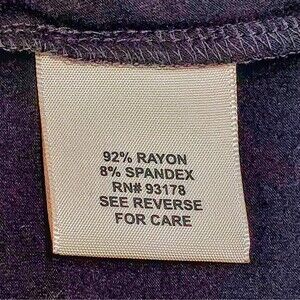 92% RAYON
8% SPANDEX
RN# 93178
SEE REVERSE
FOR CARE